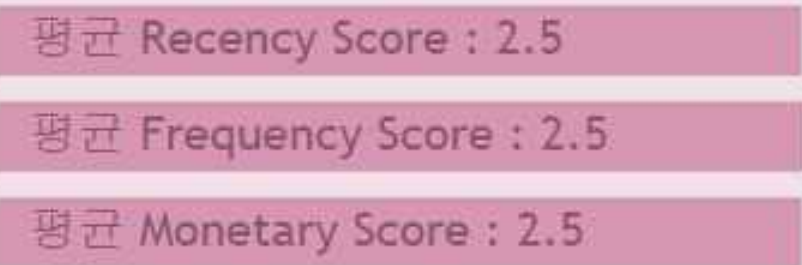 평균 Recency Score : 2.5
평균 Frequency Score : 2.5
평균 Monetary Score : 2.5